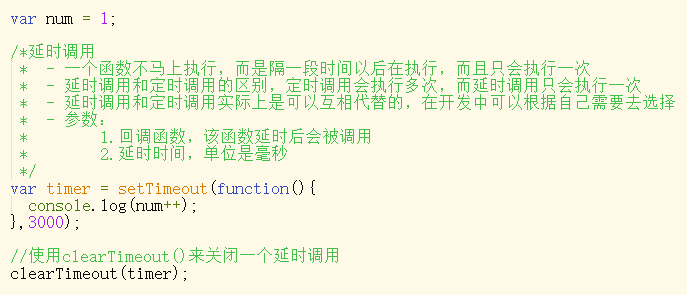 var num = 1;
/*延时调用
* - 一个函数不马上执行，而是隔一段时间以后在执行，而且只会执行一次
* - 延时调用和定时调用的区别，定时调用会执行多次，而延时调用只会执行一次
* - 延时调用和定时调用实际上是可以互相代替的，在开发中可以根据自己需要去选择
* - 参数：
* 1.回调函数，该函数延时后会被调用
* 2.延时时间，单位是毫秒
*/
var timer = setTimeout(function(){
console.log(num++);
},3000);
//使用clearTimeout()来关闭一个延时调用
clearTimeout(timer);